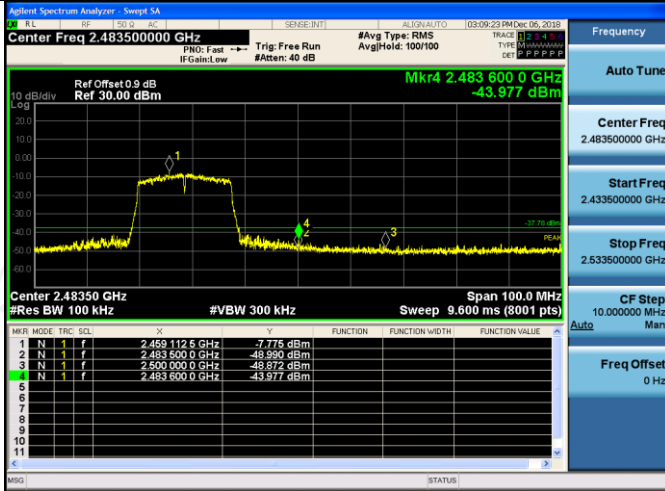 Agilent Spectrum Analyzer - Swept SA
RL RF 50 Ω AC SENSE:INT ALIGN AUTO 03:09:23 PM Dec 06, 2018
Center Freq 2.483500000 GHz
PNO: Fast
IFGain:Low
Trig: Free Run
#Atten: 40 dB
#Avg Type: RMS
Avg|Hold: 100/100
TRACE 1 2 3 4 5 6
TYPE M
DET P P P P P P
Ref Offset 0.9 dB
Ref 30.00 dBm
10 dB/div
Log
Mkr4 2.483 600 0 GHz
-43.977 dBm
20.0
10.0
0.00
-10.0
-20.0
-30.0
-40.0
-50.0
-60.0
1
4
2
3
-37.78 dBm
PEAK
Center 2.48350 GHz
#Res BW 100 kHz
#VBW 300 kHz
Span 100.0 MHz
Sweep 9.600 ms (8001 pts)
MKR MODE TRC SCL X Y FUNCTION FUNCTION WIDTH FUNCTION VALUE
1 N 1 f 2.459 112 5 GHz -7.775 dBm
2 N 1 f 2.483 500 0 GHz -48.990 dBm
3 N 1 f 2.500 000 0 GHz -48.872 dBm
4 N 1 f 2.483 600 0 GHz -43.977 dBm
5
6
7
8
9
10
11
MSG STATUS
Frequency
Auto Tune
Center Freq
2.483500000 GHz
Start Freq
2.433500000 GHz
Stop Freq
2.533500000 GHz
CF Step
10.000000 MHz
Auto Man
Freq Offset
0 Hz